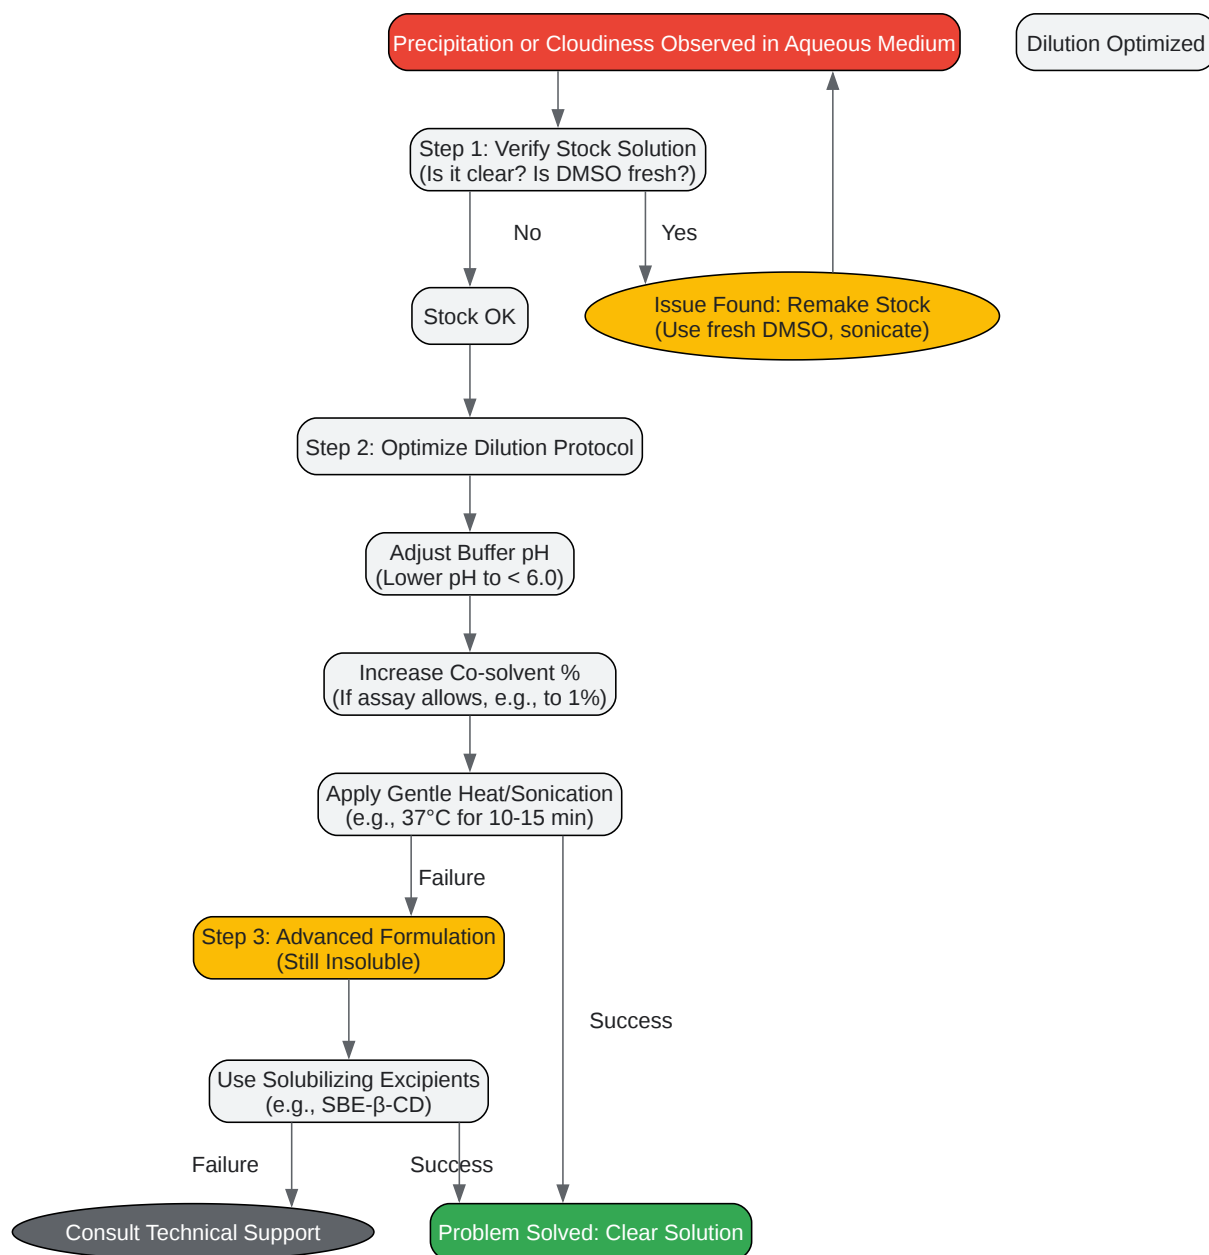 Precipitation or Cloudiness Observed in Aqueous Medium
Dilution Optimized
Step 1: Verify Stock Solution
(Is it clear? Is DMSO fresh?)
No
Yes
Stock OK
Issue Found: Remake Stock
(Use fresh DMSO, sonicate)
Step 2: Optimize Dilution Protocol
Adjust Buffer pH
(Lower pH to < 6.0)
Increase Co-solvent %
(If assay allows, e.g., to 1%)
Apply Gentle Heat/Sonication
(e.g., 37°C for 10-15 min)
Failure
Step 3: Advanced Formulation
(Still Insoluble)
Success
Use Solubilizing Excipients
(e.g., SBE-β-CD)
Failure
Success
Consult Technical Support
Problem Solved: Clear Solution